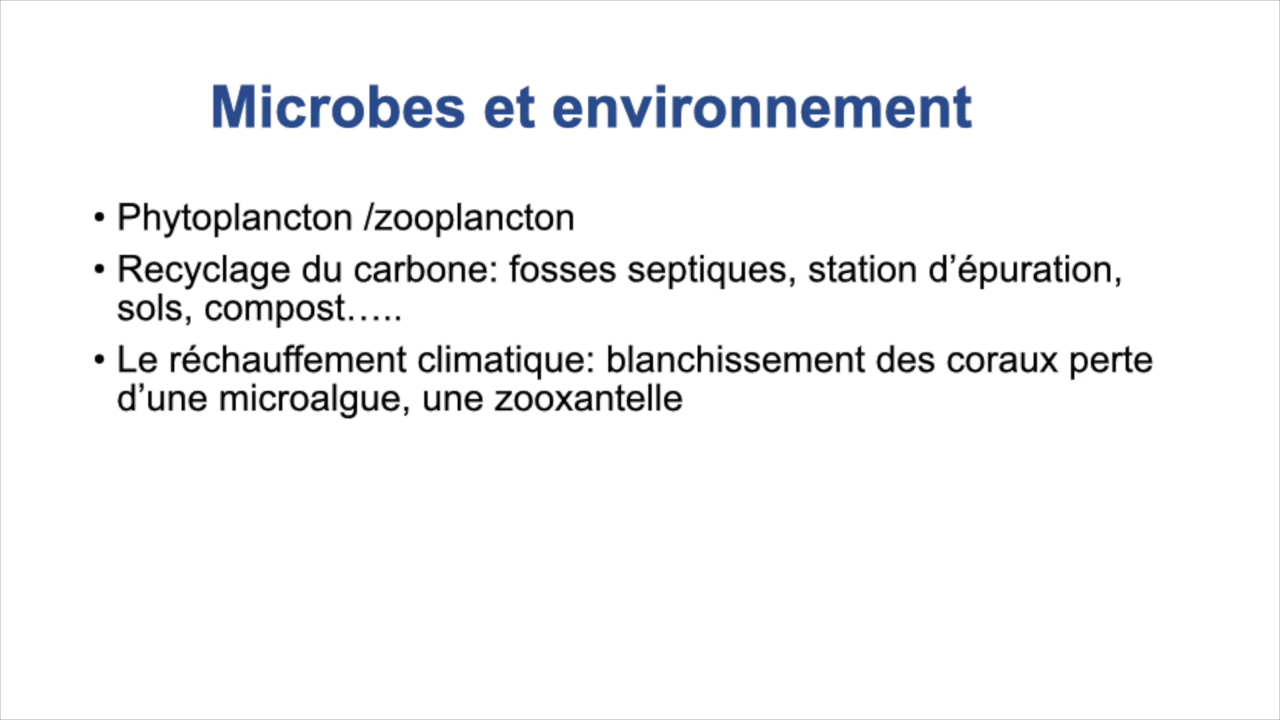 Microbes et environnement
• Phytoplancton /zooplancton
• Recyclage du carbone: fosses septiques, station d’épuration,
sols, compost…..
• Le réchauffement climatique: blanchissement des coraux perte
d’une microalgue, une zooxantelle